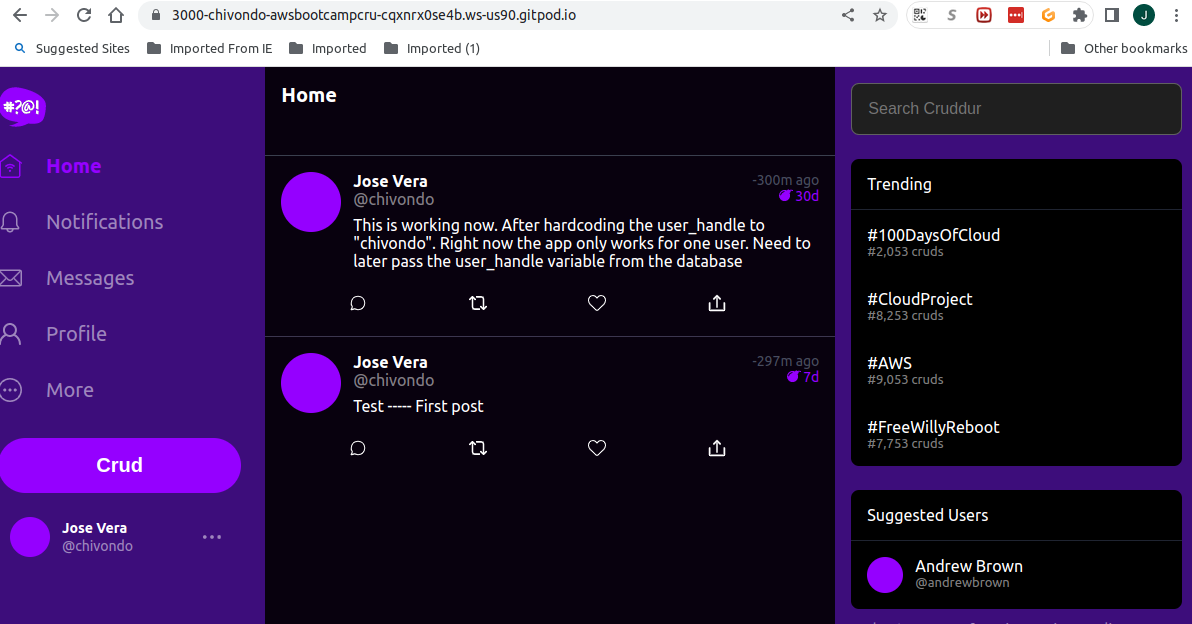 3000-chivondo-awsbootcampcru-cqxnrx0se4b.ws-us90.gitpod.io
S
J
Suggested Sites
Imported From IE
Imported
Imported (1)
Other bookmarks
#?@!
Home
Notifications
Messages
Profile
More
Crud
Jose Vera
@chivondo
Home
Jose Vera
-300m ago
@chivondo
30d
This is working now. After hardcoding the user_handle to
"chivondo". Right now the app only works for one user. Need to
later pass the user_handle variable from the database
Jose Vera
-297m ago
@chivondo
7d
Test ----- First post
Search Cruddur
Trending
#100DaysOfCloud
#2,053 cruds
#CloudProject
#8,253 cruds
#AWS
#9,053 cruds
#FreeWillyReboot
#7,753 cruds
Suggested Users
Andrew Brown
@andrewbrown